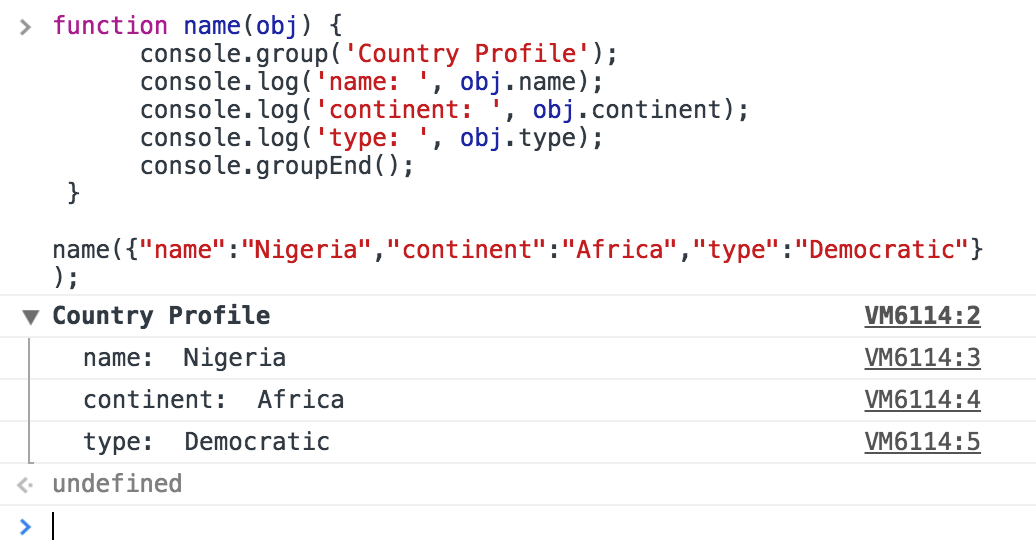 > function name(obj) {
console.group('Country Profile');
console.log('name: ', obj.name);
console.log('continent: ', obj.continent);
console.log('type: ', obj.type);
console.groupEnd();
}
name({"name":"Nigeria","continent":"Africa","type":"Democratic"}
);
▼ Country Profile VM6114:2
name:  Nigeria VM6114:3
continent:  Africa VM6114:4
type:  Democratic VM6114:5
undefined
>